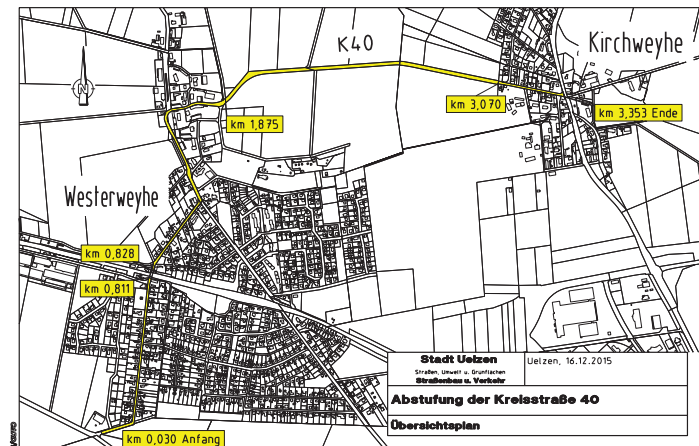 K40
Kirchweyhe
N
km 3,070
km 3,353 Ende
km 1,875
Westerweyhe
km 0,828
km 0,811
km 0,030 Anfang
Stadt Uelzen
Straßen, Umwelt u. Grünflächen
Straßenbau u. Verkehr
Uelzen, 16.12.2015
Abstufung der Kreisstraße 40
Übersichtsplan